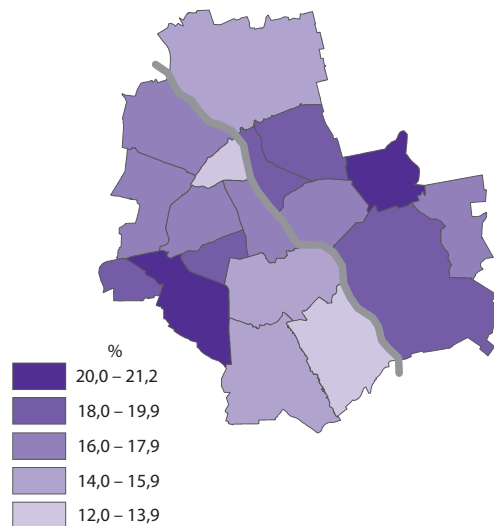 %
20,0 – 21,2
18,0 – 19,9
16,0 – 17,9
14,0 – 15,9
12,0 – 13,9